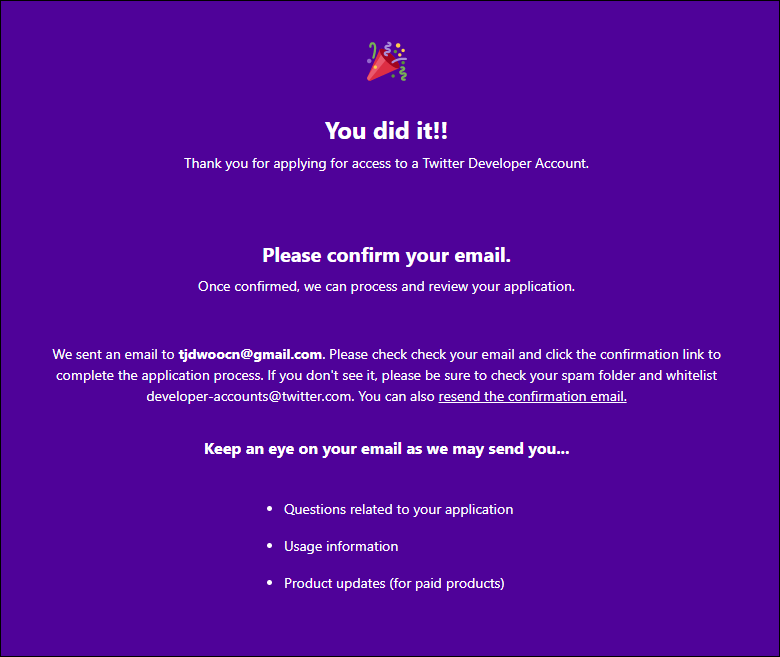 You did it!!
Thank you for applying for access to a Twitter Developer Account.
Please confirm your email.
Once confirmed, we can process and review your application.
We sent an email to tjdwoocn@gmail.com. Please check check your email and click the confirmation link to
complete the application process. If you don't see it, please be sure to check your spam folder and whitelist
developer-accounts@twitter.com. You can also resend the confirmation email.
Keep an eye on your email as we may send you...
• Questions related to your application
• Usage information
• Product updates (for paid products)